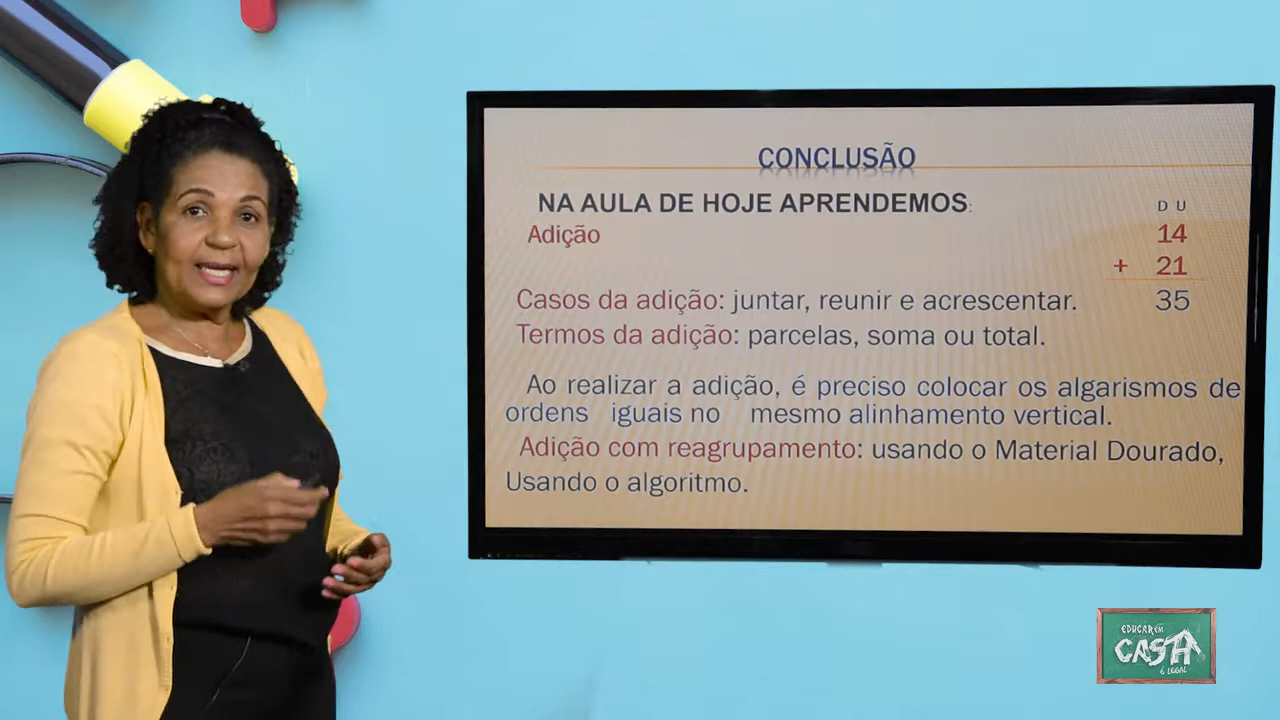 CONCLUSÃO
NA AULA DE HOJE APRENDEMOS:
Adição
D U
14
+ 21
35
Casos da adição: juntar, reunir e acrescentar.
Termos da adição: parcelas, soma ou total.
Ao realizar a adição, é preciso colocar os algarismos de
ordens iguais no mesmo alinhamento vertical.
Adição com reagrupamento: usando o Material Dourado,
Usando o algoritmo.
EDUCAR EM
CASA
É LEGAL